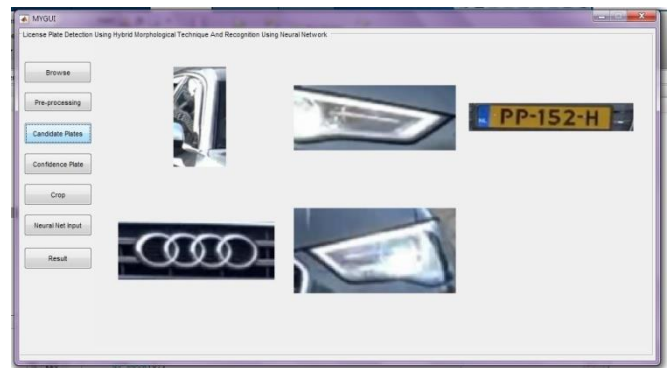 MYGUI
License Plate Detection Using Hybrid Morphological Technique And Recognition Using Neural Network
Browse
Pre-processing
Candidate Plates
Confidence Plate
Crop
Neural Net Input
Result
NL PP-152-H